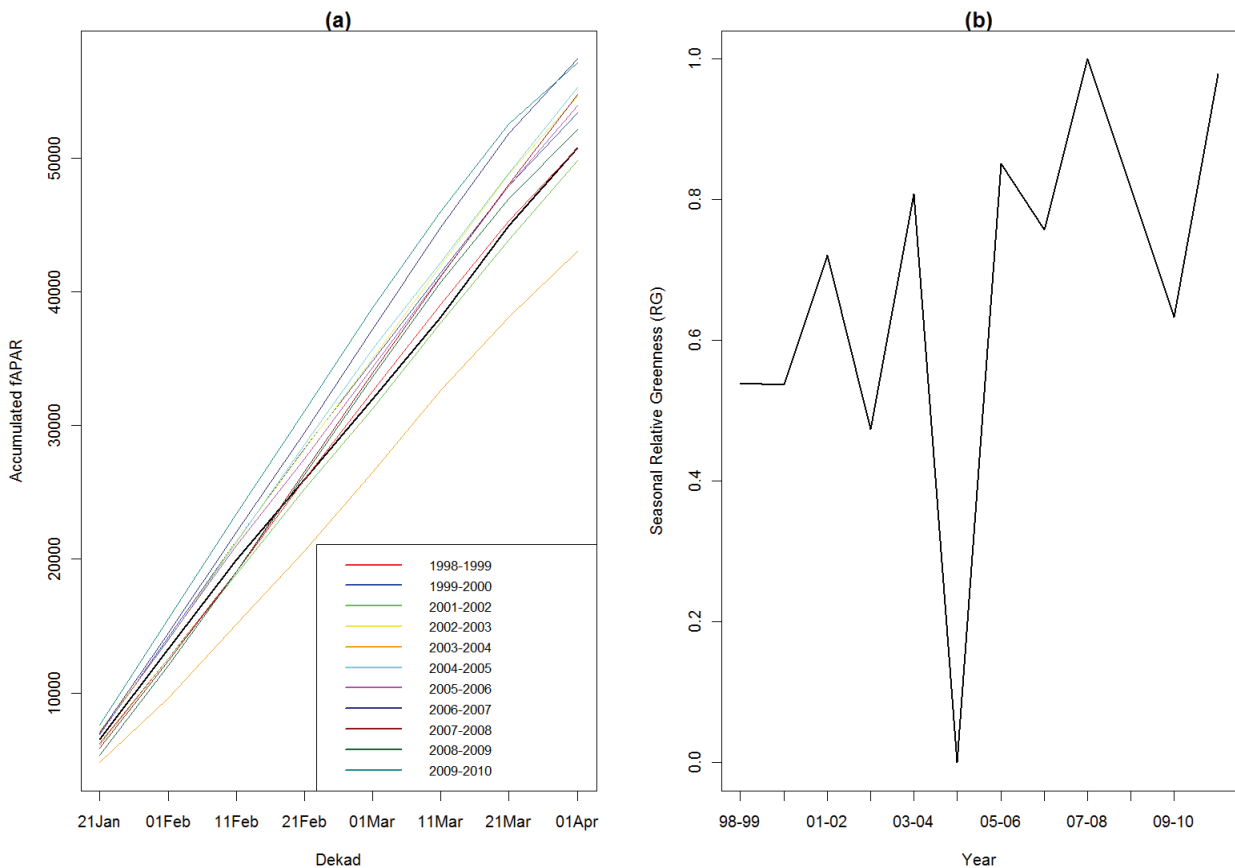 (a)
Accumulated fAPAR
50000
40000
30000
20000
10000
1998-1999
1999-2000
2001-2002
2002-2003
2003-2004
2004-2005
2005-2006
2006-2007
2007-2008
2008-2009
2009-2010
21Jan 01Feb 11Feb 21Feb 01Mar 11Mar 21Mar 01Apr
Dekad
(b)
Seasonal Relative Greenness (RG)
1.0
0.8
0.6
0.4
0.2
0.0
98-99 01-02 03-04 05-06 07-08 09-10
Year